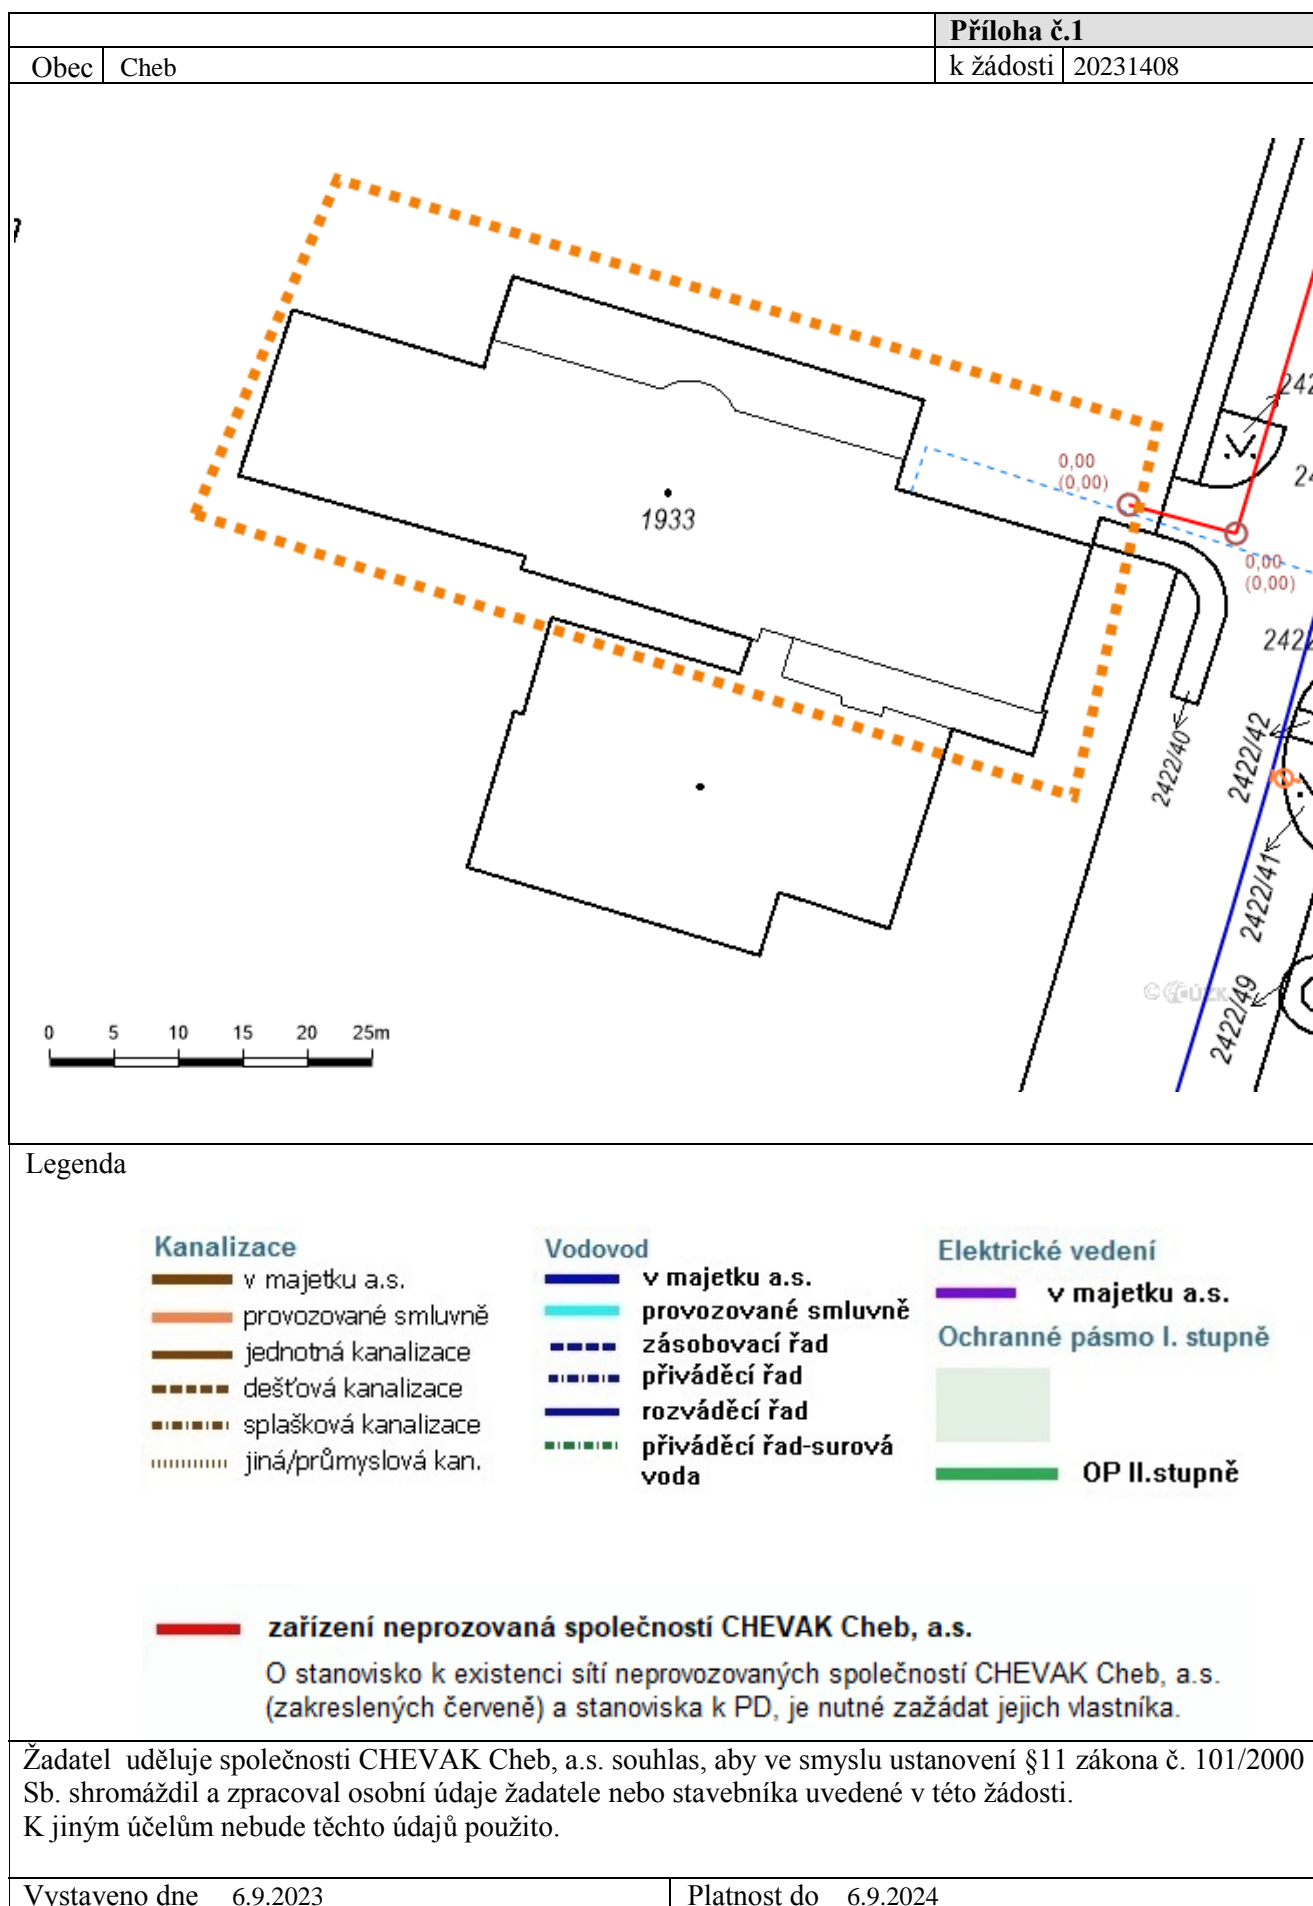 Příloha č.1
Obec Cheb k žádosti 20231408
242
0,00
(0,00)
24
1933
0,00
(0,00)
2422
2422/40
2422/42
2422/41
2422/49
0 5 10 15 20 25m
Legenda
Kanalizace
v majetku a.s.
provozované smluvně
jednotná kanalizace
dešťová kanalizace
splašková kanalizace
jiná/průmyslová kan.
Vodovod
v majetku a.s.
provozované smluvně
zásobovací řad
přiváděcí řad
rozváděcí řad
přiváděcí řad-surová
voda
Elektrické vedení
v majetku a.s.
Ochranné pásmo I. stupně
OP II.stupně
zařízení neprozovaná společností CHEVAK Cheb, a.s.
O stanovisko k existenci sítí neprovozovaných společností CHEVAK Cheb, a.s.
(zakreslených červeně) a stanoviska k PD, je nutné zažádat jejich vlastníka.
Žadatel uděluje společnosti CHEVAK Cheb, a.s. souhlas, aby ve smyslu ustanovení §11 zákona č. 101/2000
Sb. shromáždil a zpracoval osobní údaje žadatele nebo stavebníka uvedené v této žádosti.
K jiným účelům nebude těchto údajů použito.
Vystaveno dne 6.9.2023 Platnost do 6.9.2024